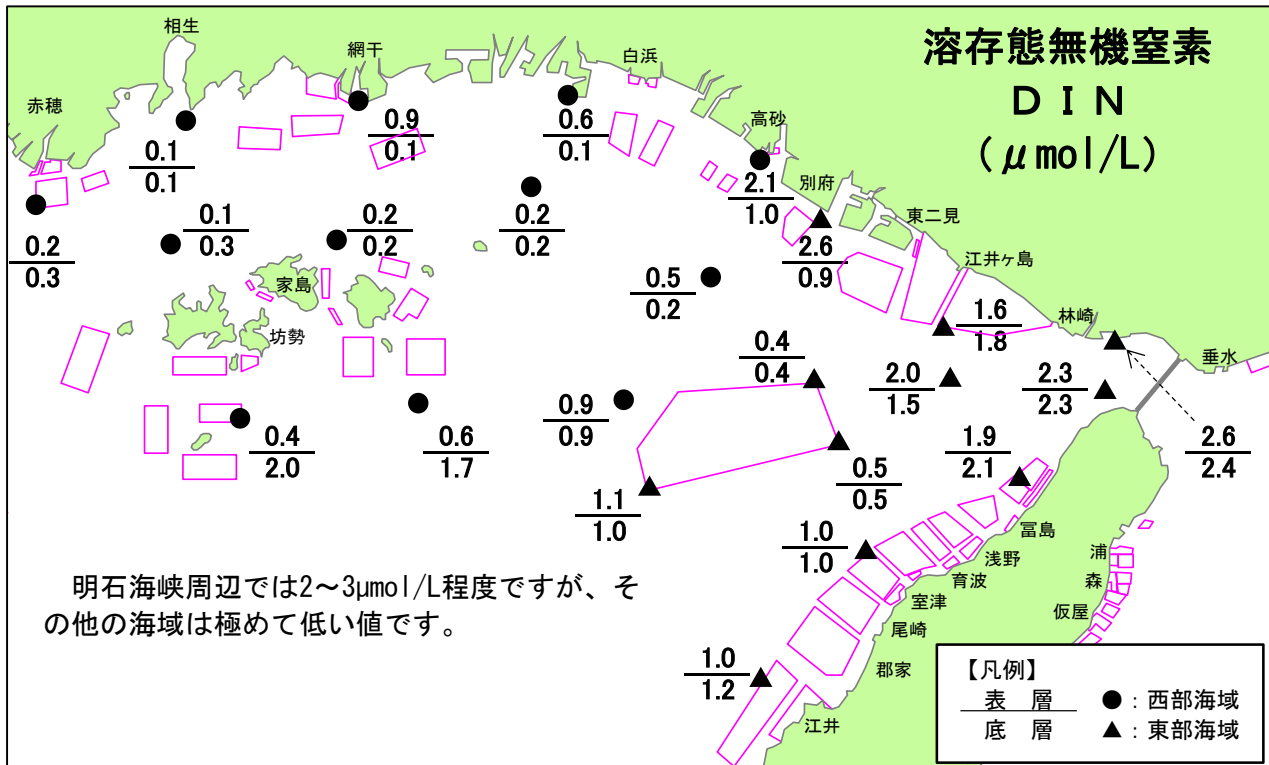 溶存態無機窒素
ＤＩＮ
(μmol/L)
相生
網干
白浜
赤穂
高砂
別府
東二見
江井ヶ島
林崎
垂水
家島
坊勢
0.1
0.1
0.9
0.1
0.6
0.1
2.1
1.0
0.2
0.3
0.1
0.3
0.2
0.2
0.2
0.2
2.6
0.9
0.5
0.2
1.6
1.8
0.4
0.4
2.0
1.5
2.3
2.3
2.6
2.4
0.4
2.0
0.6
1.7
0.9
0.9
1.9
2.1
0.5
0.5
1.1
1.0
1.0
1.0
1.0
1.2
冨島
浅野
育波
室津
尾崎
郡家
江井
浦
森
仮屋
明石海峡周辺では2～3μmol/L程度ですが、そ
の他の海域は極めて低い値です。
【凡例】
表　層　●：西部海域
底　層　▲：東部海域